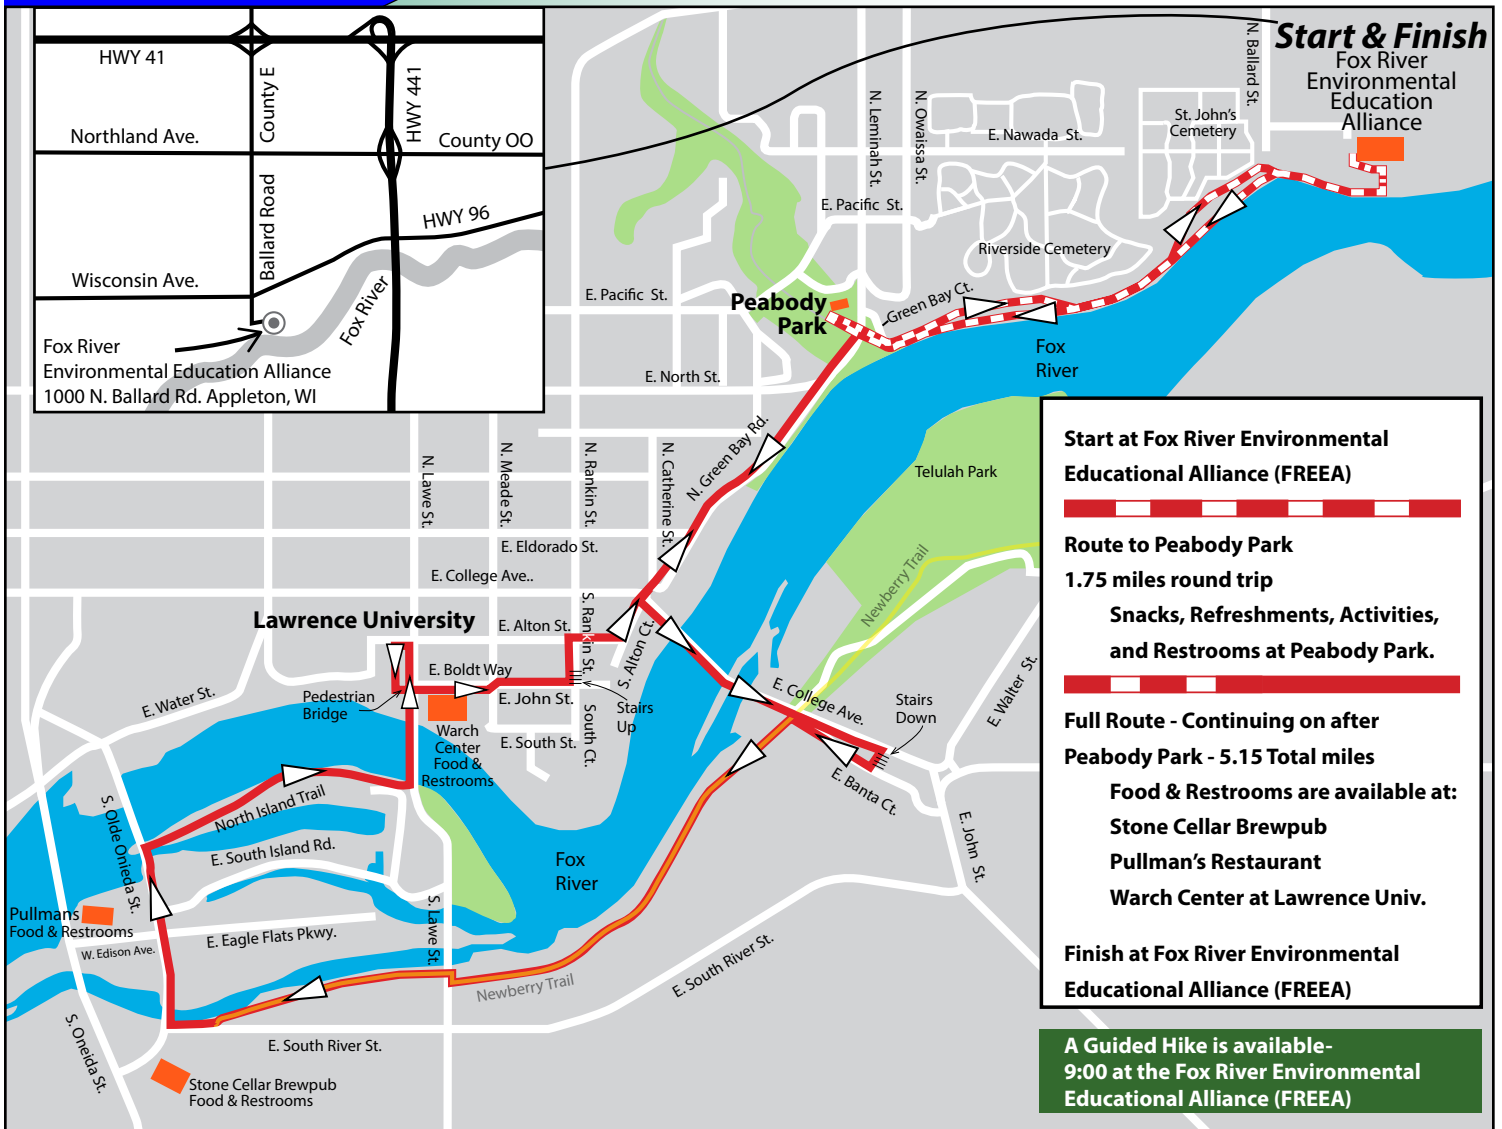 HWY 41
County E
HWY 441
Northland Ave.
County OO
Ballard Road
HWY 96
Wisconsin Ave.
Fox River
Fox River
Environmental Education Alliance
1000 N. Ballard Rd. Appleton, WI
Start & Finish
Fox River
Environmental
Education
Alliance
N. Ballard St.
St. John's
Cemetery
N. Leminah St.
N. Owaissa St.
E. Nawada St.
E. Pacific St.
Riverside Cemetery
E. Pacific St.
Peabody
Park
Green Bay Ct.
Fox
River
E. North St.
N. Green Bay Rd.
Telulah Park
N. Lawe St.
N. Meade St.
N. Rankin St.
N. Catherine St.
E. Eldorado St.
E. College Ave..
Newberry Trail
Lawrence University
E. Alton St.
S. Rankin St.
S. Alton Ct.
E. Boldt Way
E. John St.
Pedestrian
Bridge
E. Water St.
Warch
Center
Food &
Restrooms
E. South St.
South Ct.
Stairs
Up
E. College Ave.
Stairs
Down
E. Walter St.
E. Banta Ct.
E. John St.
S. Olde Onieda St.
North Island Trail
E. South Island Rd.
Fox
River
Pullmans
Food & Restrooms
W. Edison Ave.
E. Eagle Flats Pkwy.
S. Lawe St.
Newberry Trail
E. South River St.
S. Oneida St.
E. South River St.
Stone Cellar Brewpub
Food & Restrooms
Start at Fox River Environmental
Educational Alliance (FREEA)
Route to Peabody Park
1.75 miles round trip
Snacks, Refreshments, Activities,
and Restrooms at Peabody Park.
Full Route - Continuing on after
Peabody Park - 5.15 Total miles
Food & Restrooms are available at:
Stone Cellar Brewpub
Pullman's Restaurant
Warch Center at Lawrence Univ.
Finish at Fox River Environmental
Educational Alliance (FREEA)
A Guided Hike is available-
9:00 at the Fox River Environmental
Educational Alliance (FREEA)